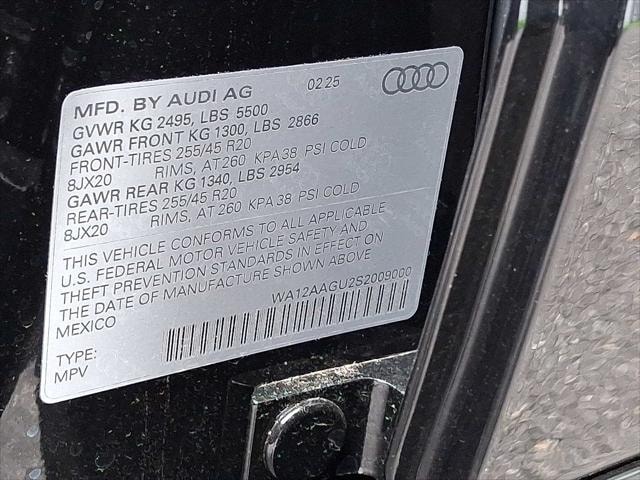 MFD. BY AUDI AG 02.25
GVWR KG 2495, LBS 5500
GAWR FRONT KG 1300, LBS 2866
FRONT-TIRES 255/45 R20
8JX20 RIMS, AT 260 KPA 38 PSI COLD
GAWR REAR KG 1340, LBS 2954
REAR-TIRES 255/45 R20
8JX20 RIMS, AT 260 KPA 38 PSI COLD
THIS VEHICLE CONFORMS TO ALL APPLICABLE
U.S. FEDERAL MOTOR VEHICLE SAFETY AND
THEFT PREVENTION STANDARDS IN EFFECT ON
THE DATE OF MANUFACTURE SHOWN ABOVE
MEXICO WA12AAGU2S2009000
TYPE:
MPV